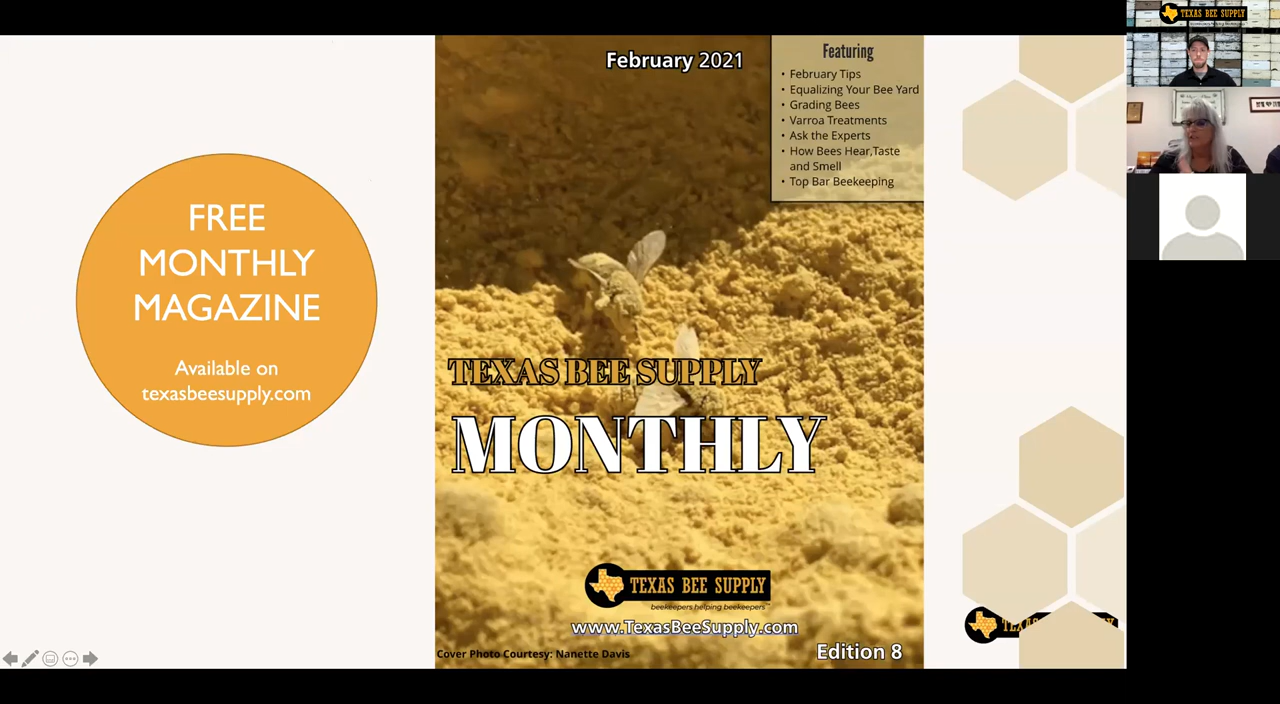 FREE
MONTHLY
MAGAZINE
Available on
texasbeesupply.com
February 2021
Featuring
• February Tips
• Equalizing Your Bee Yard
• Grading Bees
• Varroa Treatments
• Ask the Experts
• How Bees Hear,Taste
and Smell
• Top Bar Beekeeping
TEXAS BEE SUPPLY
MONTHLY
TEXAS BEE SUPPLY
beekeepers helping beekeepers
www.TexasBeeSupply.com
Cover Photo Courtesy: Nanette Davis
Edition 8
TEXAS BEE SUPPLY